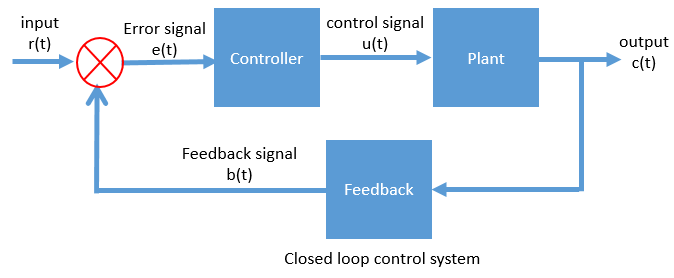 input
r(t)
Error signal
e(t)
Controller
control signal
u(t)
Plant
output
c(t)
Feedback signal
b(t)
Feedback
Closed loop control system